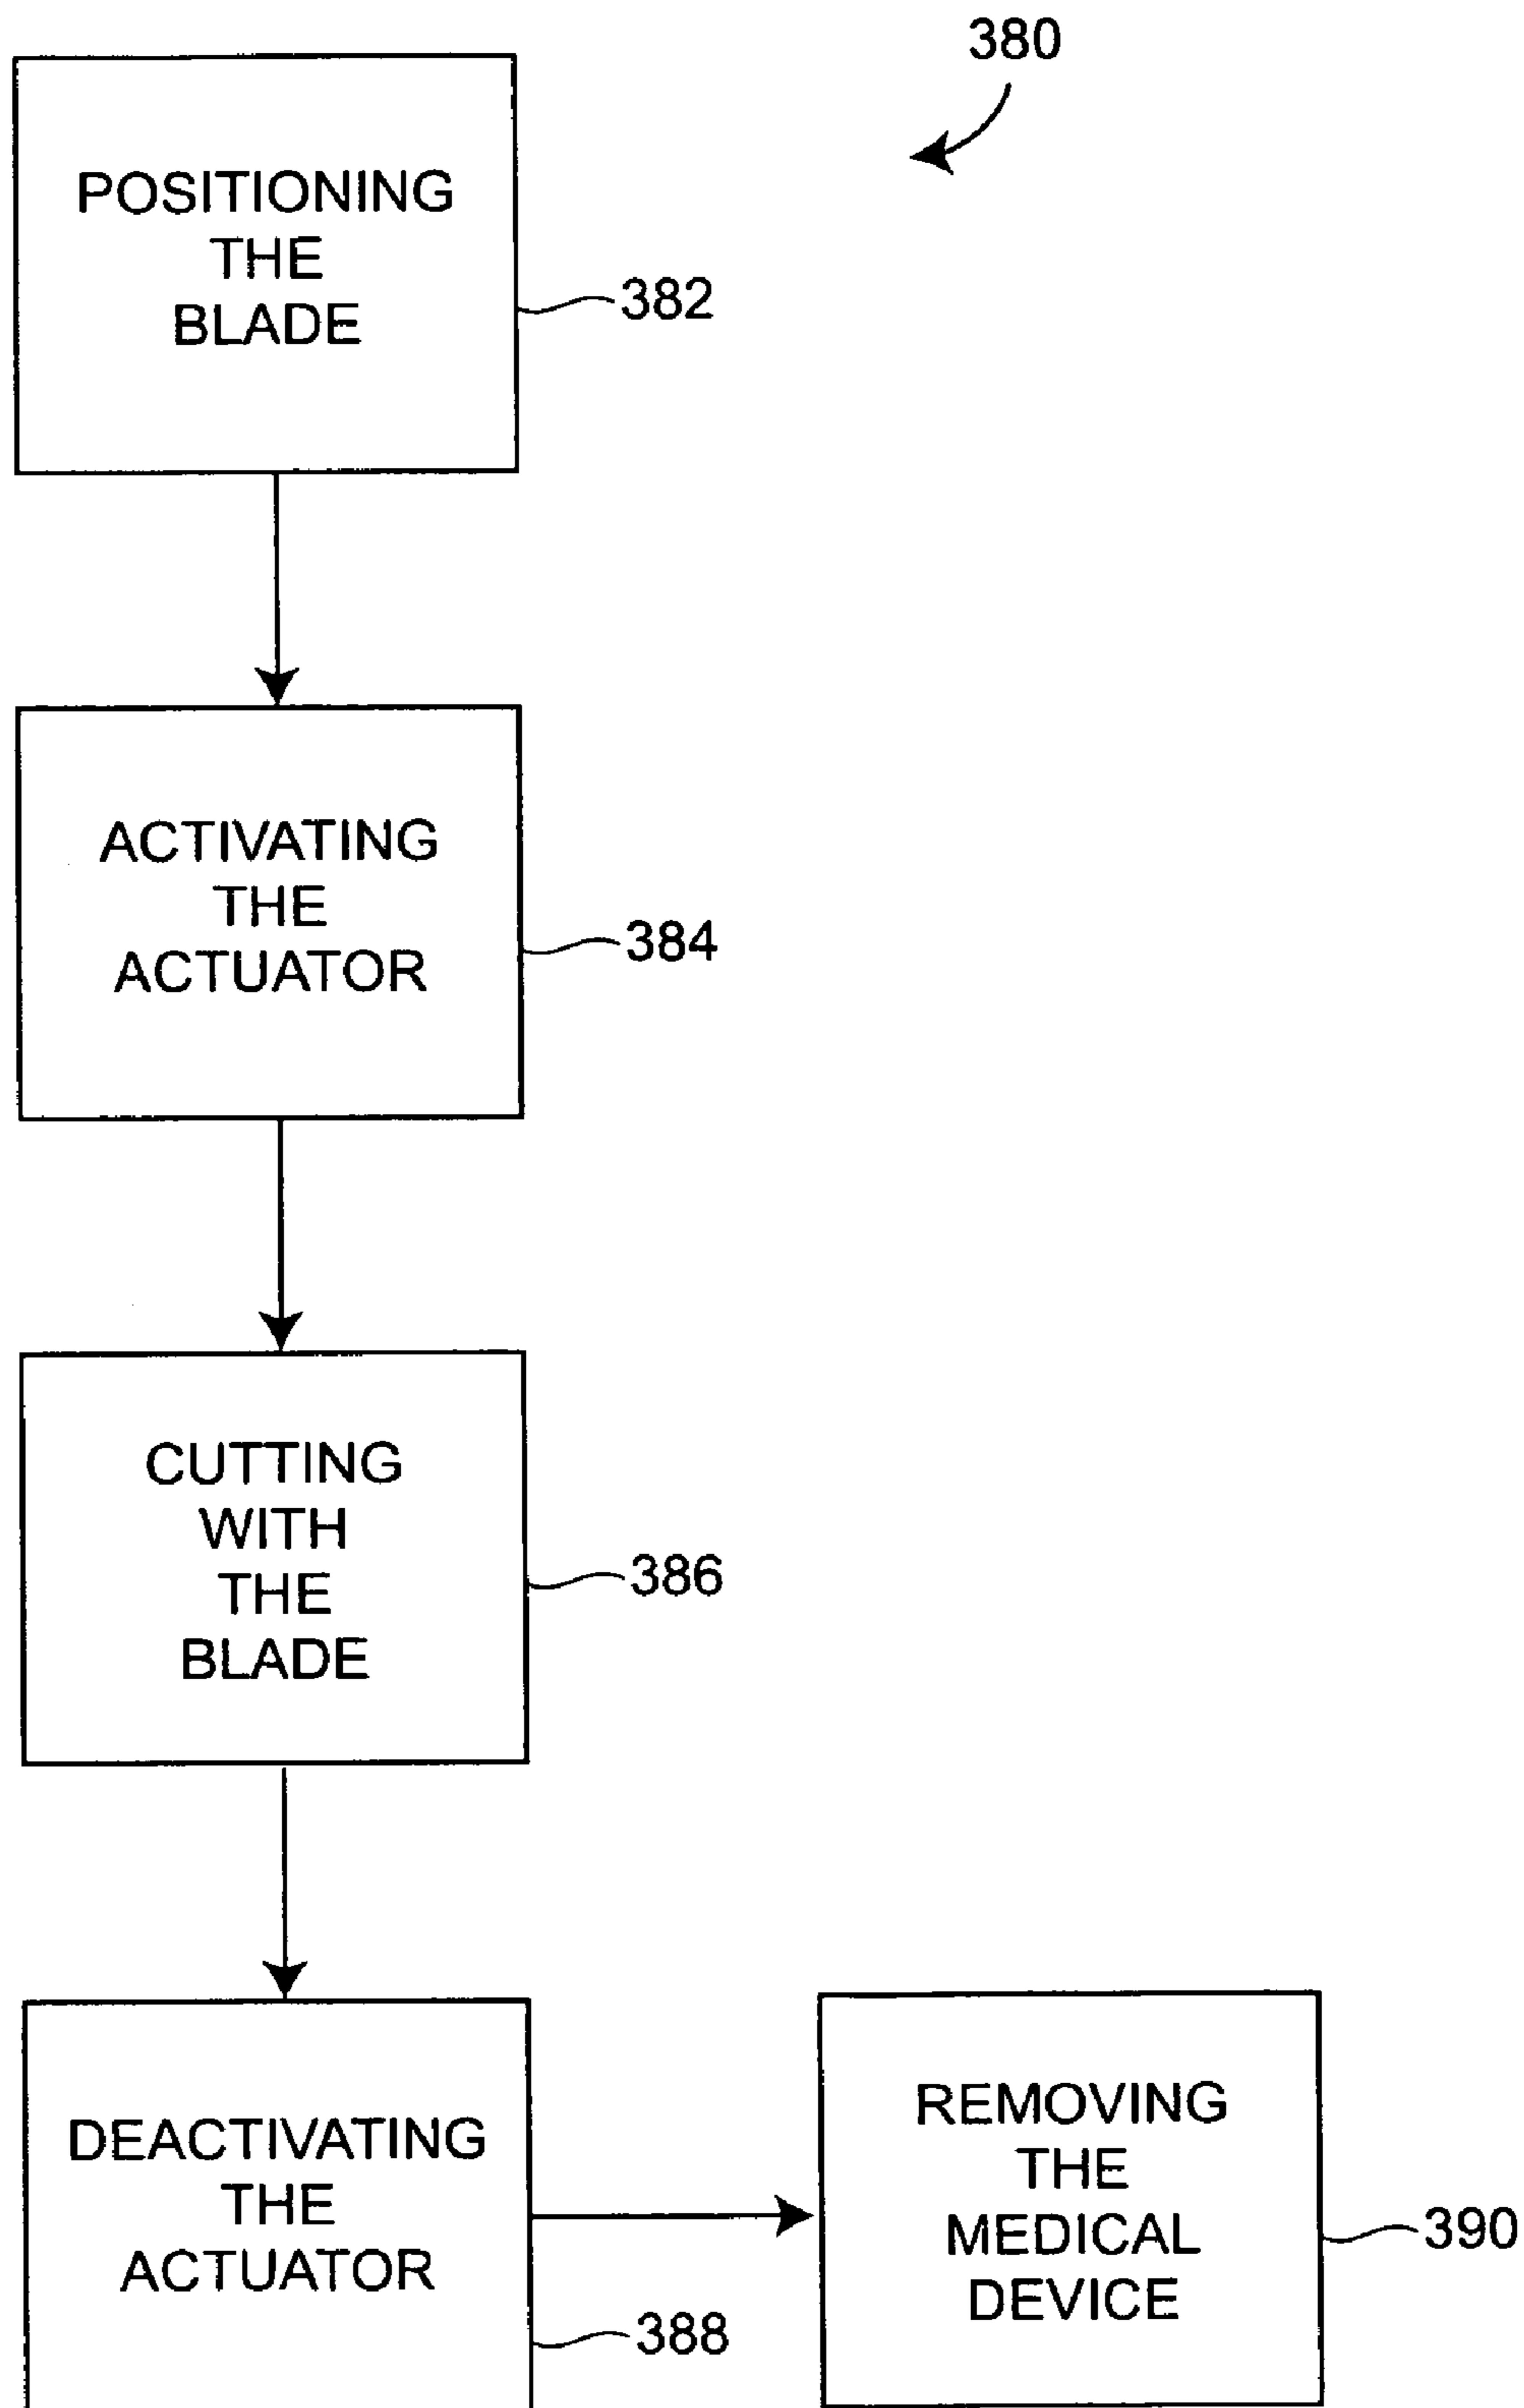 380
POSITIONING
THE
BLADE
382
ACTIVATING
THE
ACTUATOR
384
CUTTING
WITH
THE
BLADE
386
DEACTIVATING
THE
ACTUATOR
388
REMOVING
THE
MEDICAL
DEVICE
390